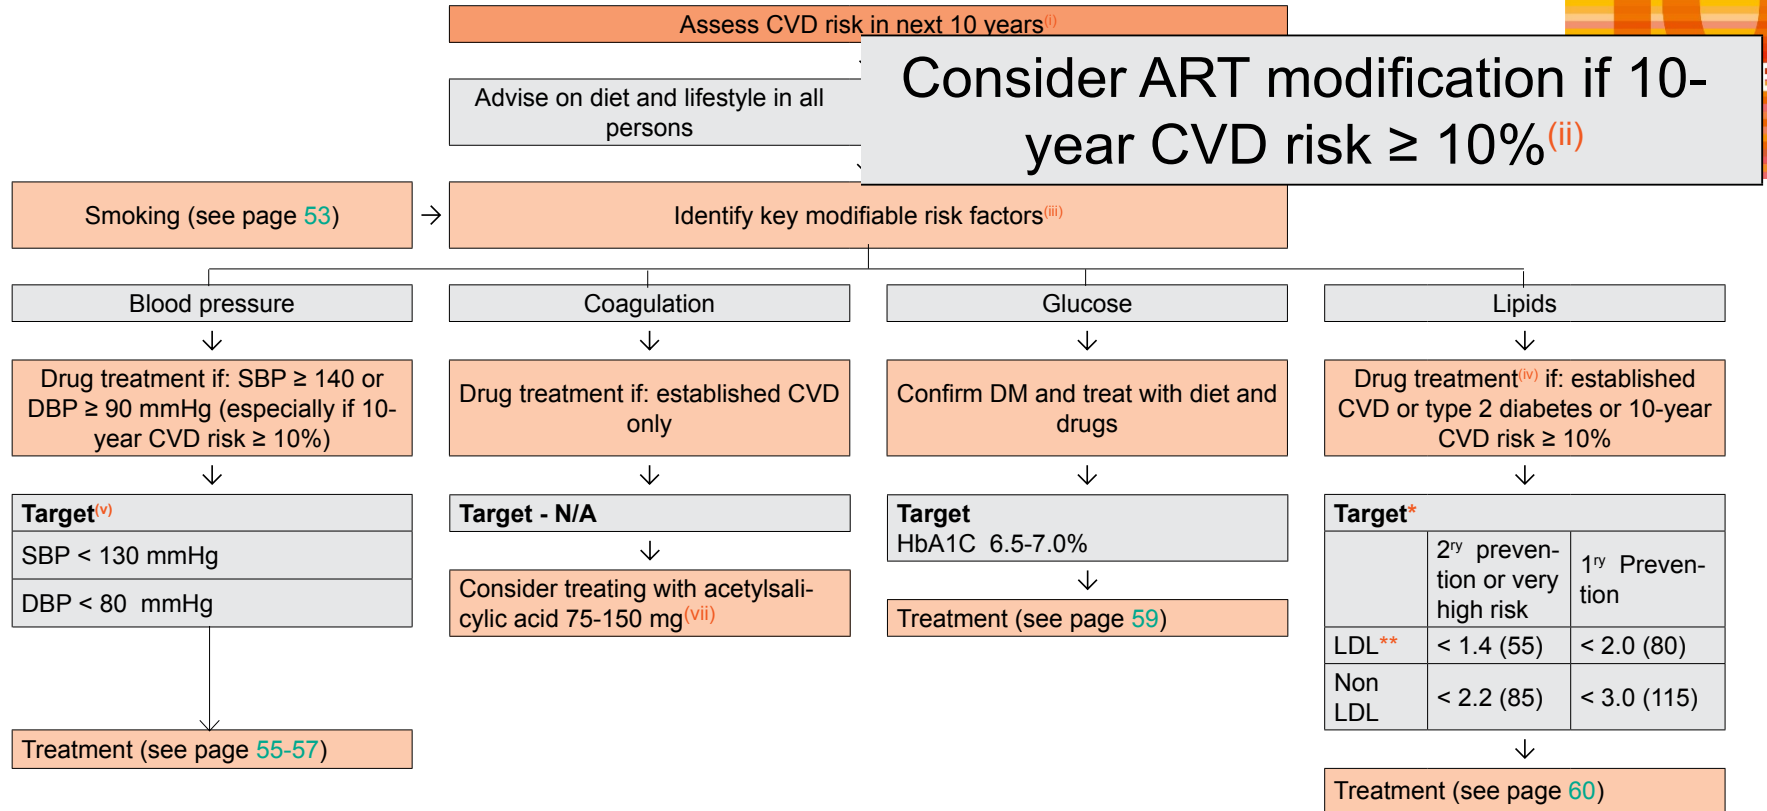 Assess CVD risk in next 10 years(i)
Consider ART modification if 10-
year CVD risk ≥ 10%(ii)
Advise on diet and lifestyle in all
persons
Smoking (see page 53)
Identify key modifiable risk factors(iii)
Blood pressure
Coagulation
Glucose
Lipids
Drug treatment if: SBP ≥ 140 or
DBP ≥ 90 mmHg (especially if 10-
year CVD risk ≥ 10%)
Drug treatment if: established CVD
only
Confirm DM and treat with diet and
drugs
Drug treatment(iv) if: established
CVD or type 2 diabetes or 10-year
CVD risk ≥ 10%
Target(v)
SBP < 130 mmHg
DBP < 80 mmHg
Treatment (see page 55-57)
Target - N/A
Consider treating with acetylsali-
cylic acid 75-150 mg(vii)
Target
HbA1C 6.5-7.0%
Treatment (see page 59)
Target*
2ry preven-
tion or very
high risk
1ry Preven-
tion
LDL** < 1.4 (55) < 2.0 (80)
Non
LDL
< 2.2 (85) < 3.0 (115)
Treatment (see page 60)